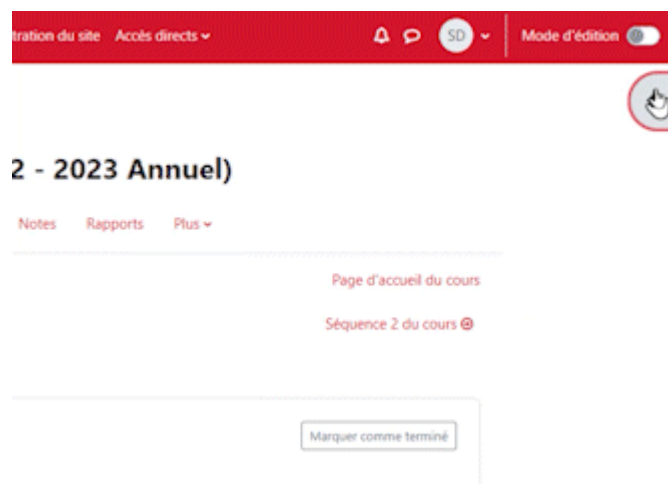 tration du site Accès directs SD Mode d'édition
2 - 2023 Annuel)
Notes Rapports Plus
Page d'accueil du cours
Séquence 2 du cours
Marquer comme terminé